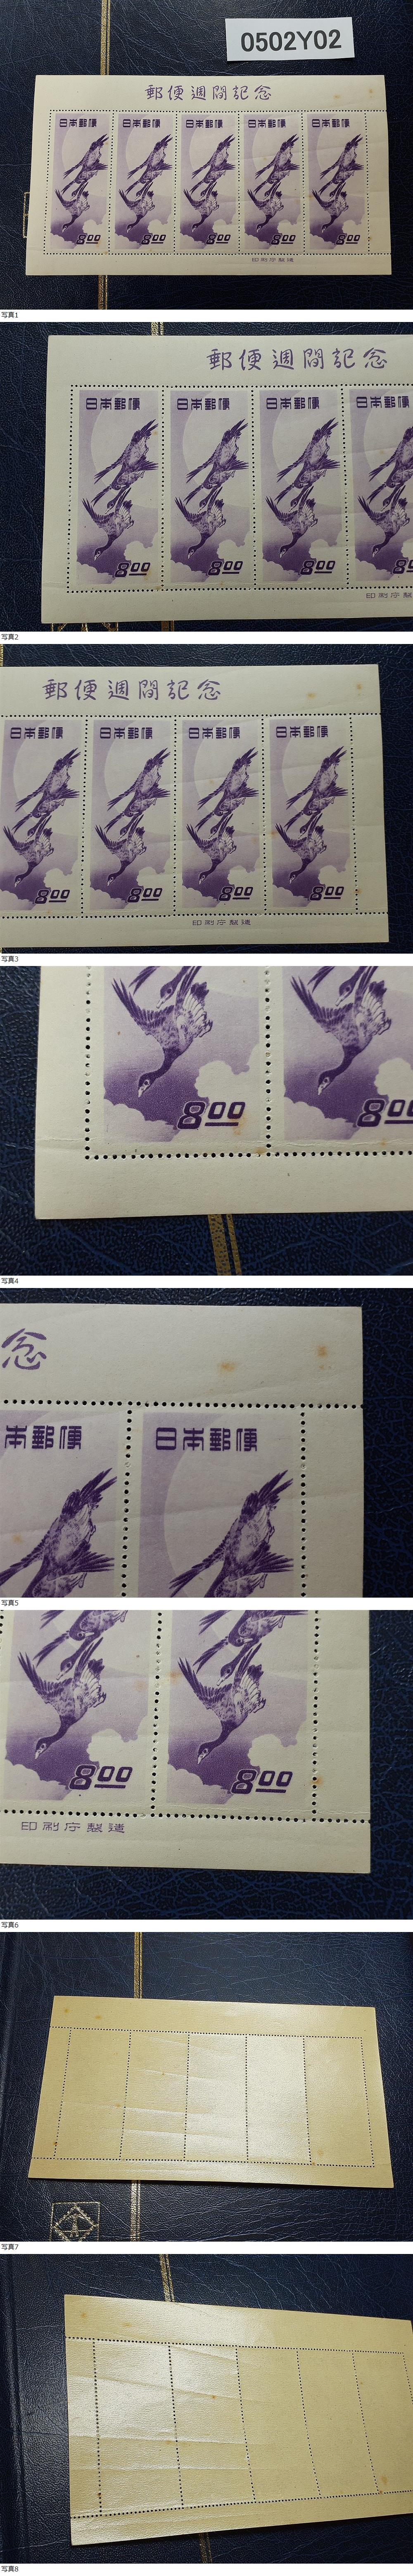 0502Y02
郵便週間記念
日本郵便 日本郵便 日本郵便 日本郵便 日本郵便
8.00 8.00 8.00 8.00 8.00
印刷庁製造
写真1
郵便週間記念
日本郵便 日本郵便 日本郵便 日本郵便
8.00 8.00 8.00
印刷庁製
写真2
郵便週間記念
日本郵便 日本郵便 日本郵便 日本郵便
8.00 8.00 8.00 8.00
印刷庁製造
写真3
8.00 8.00
写真4
念
本郵便 日本郵便
写真5
8.00 8.00
印刷庁製造
写真6
写真7
写真8